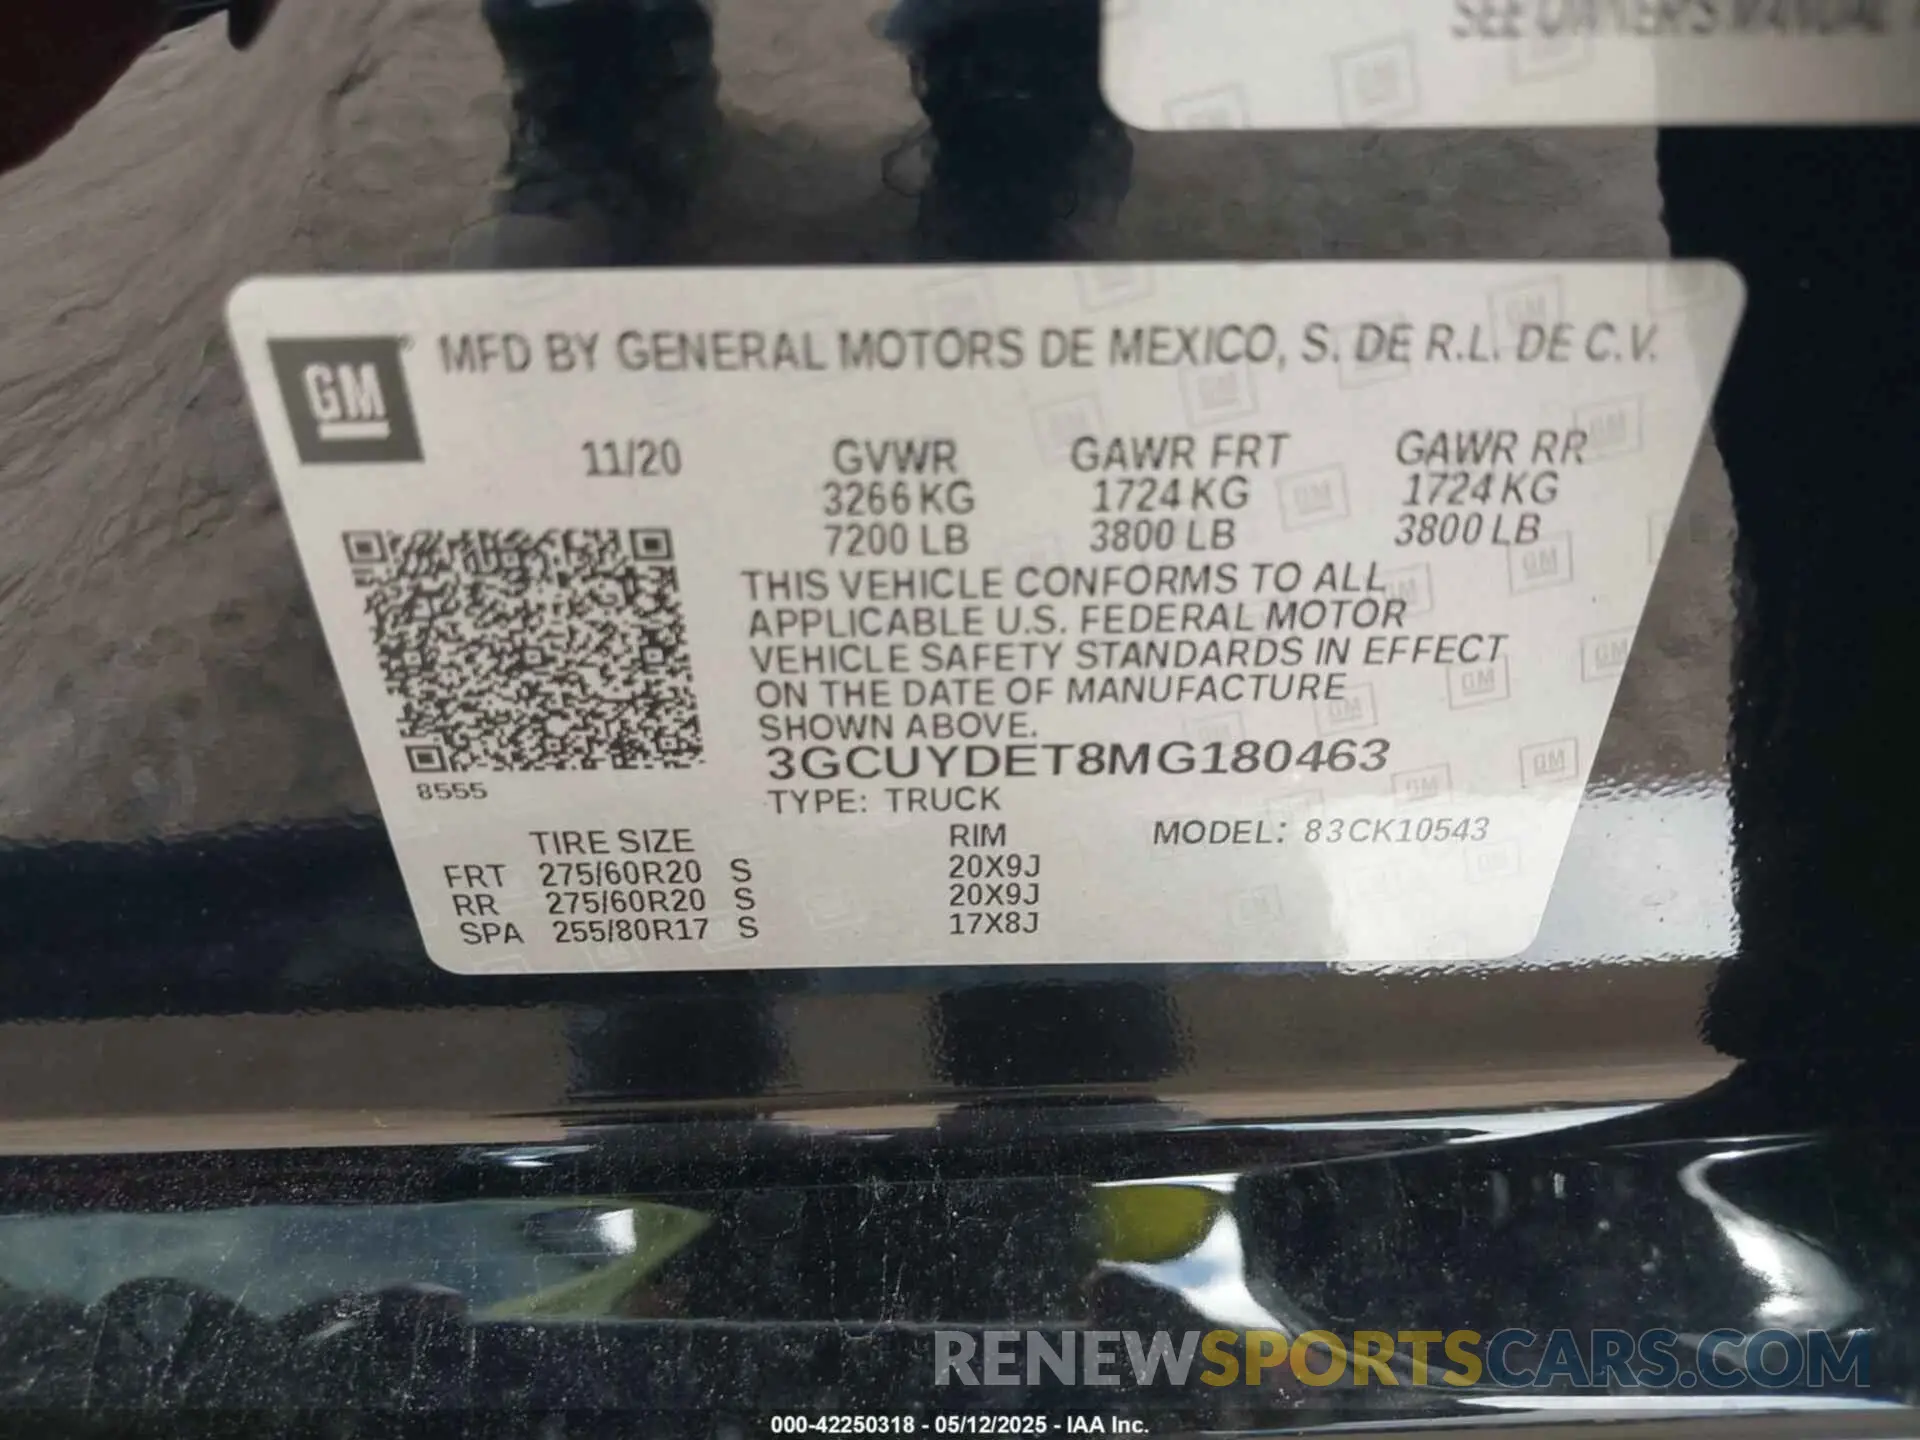 SEE OWNER'S MANUAL
GM
MFD BY GENERAL MOTORS DE MEXICO, S. DE R.L. DE C.V.
11/20 GVWR GAWR FRT GAWR RR
3266 KG 1724 KG 1724 KG
7200 LB 3800 LB 3800 LB
THIS VEHICLE CONFORMS TO ALL
APPLICABLE U.S. FEDERAL MOTOR
VEHICLE SAFETY STANDARDS IN EFFECT
ON THE DATE OF MANUFACTURE
SHOWN ABOVE.
3GCUYDET8MG180463
8555
TYPE: TRUCK
TIRE SIZE RIM MODEL: 83CK10543
FRT 275/60R20 S 20X9J
RR 275/60R20 S 20X9J
SPA 255/80R17 S 17X8J
RENEWSPORTSCARS.COM
000-42250318 - 05/12/2025 - IAA Inc.